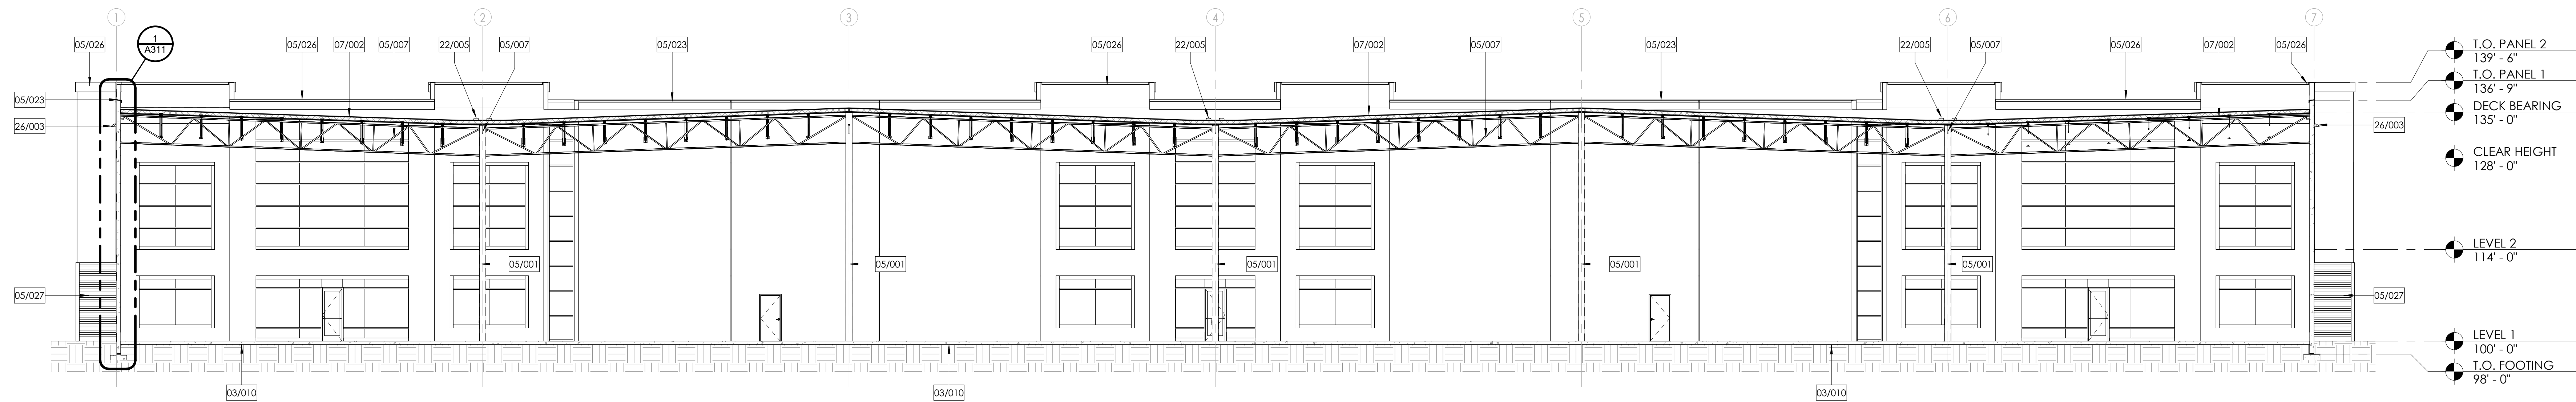 1
2
3
4
5
6
7
1
A311
05/026
05/026
07/002
05/007
22/005
05/007
05/023
05/026
22/005
07/002
05/007
05/023
22/005
05/007
05/026
07/002
05/026
T.O. PANEL 2
139' - 6"
T.O. PANEL 1
136' - 9"
DECK BEARING
135' - 0"
05/023
26/003
26/003
CLEAR HEIGHT
128' - 0"
LEVEL 2
114' - 0"
05/001
05/001
05/001
05/001
05/001
05/027
05/027
LEVEL 1
100' - 0"
T.O. FOOTING
98' - 0"
03/010
03/010
03/010